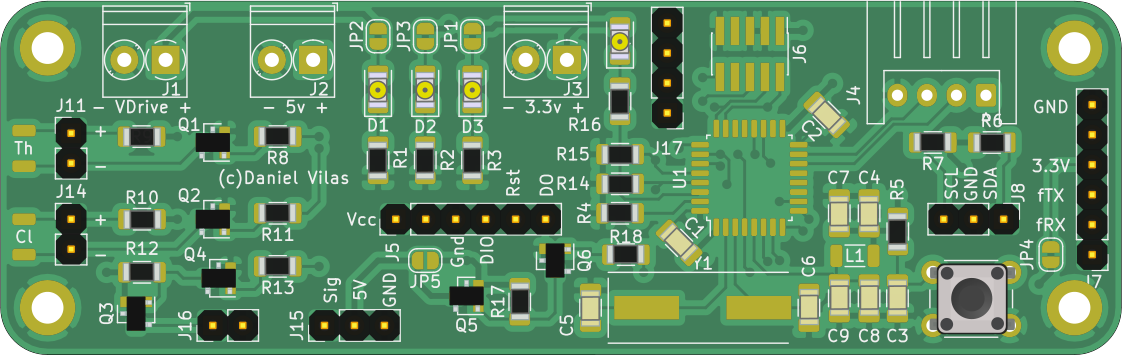 JP2
JP3
JP1
J1
J2
J3
J6
J4
- VDrive +
- 5v +
- 3.3v +
J11
+
Th
-
Q1
R8
D1
D2
D3
R16
C2
J17
R15
R14
R4
R1
R2
R3
U1
R7
R6
GND
3.3V
fTX
fRX
J7
(c)Daniel Vilas
J14
+
Cl
-
R10
Q2
R11
R12
Q4
R13
Q3
J16
Vcc
J5
Gnd
DIO
Rst
DO
JP5
Sig
5V
GND
J15
Q5
R17
Q6
R18
C1
Y1
C5
C6
C7
C4
R5
L1
C9
C8
C3
SCL
GND
SDA
J8
JP4